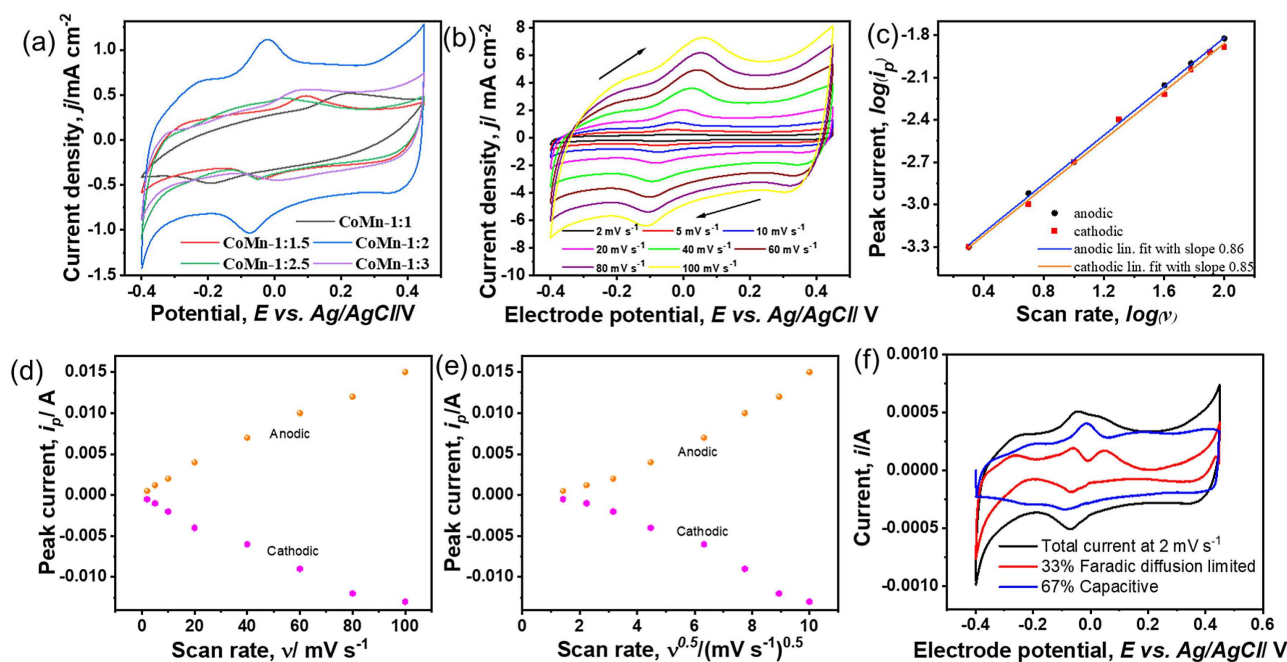 (a)
Current density, j/mA cm-2
1.0
0.5
0.0
-0.5
-1.0
-1.5
-0.4 -0.2 0.0 0.2 0.4
Potential, E vs. Ag/AgCl/V
CoMn-1:1
CoMn-1:1.5 CoMn-1:2
CoMn-1:2.5 CoMn-1:3
(b)
Current density, j/ mA cm-2
8
6
4
2
0
-2
-4
-6
-8
-10
-0.4 -0.2 0.0 0.2 0.4
Electrode potential, E vs. Ag/AgCl/ V
2 mV s-1 5 mV s-1 10 mV s-1
20 mV s-1 40 mV s-1 60 mV s-1
80 mV s-1 100 mV s-1
(c)
Peak current, log(ip)
-1.8
-2.1
-2.4
-2.7
-3.0
-3.3
0.4 0.8 1.2 1.6 2.0
Scan rate, log(v)
anodic
cathodic
anodic lin. fit with slope 0.86
cathodic lin. fit with slope 0.85
(d)
Peak current, ip/ A
0.015
0.010
0.005
0.000
-0.005
-0.010
0 20 40 60 80 100
Scan rate, ν/ mV s-1
Anodic
Cathodic
(e)
Peak current, ip/A
0.015
0.010
0.005
0.000
-0.005
-0.010
0 2 4 6 8 10
Scan rate, ν0.5/(mV s-1)0.5
Anodic
Cathodic
(f)
Current, i/A
0.0010
0.0005
0.0000
-0.0005
-0.0010
-0.4 -0.2 0.0 0.2 0.4 0.6
Electrode potential, E vs. Ag/AgCl/ V
Total current at 2 mV s-1
33% Faradic diffusion limited
67% Capacitive